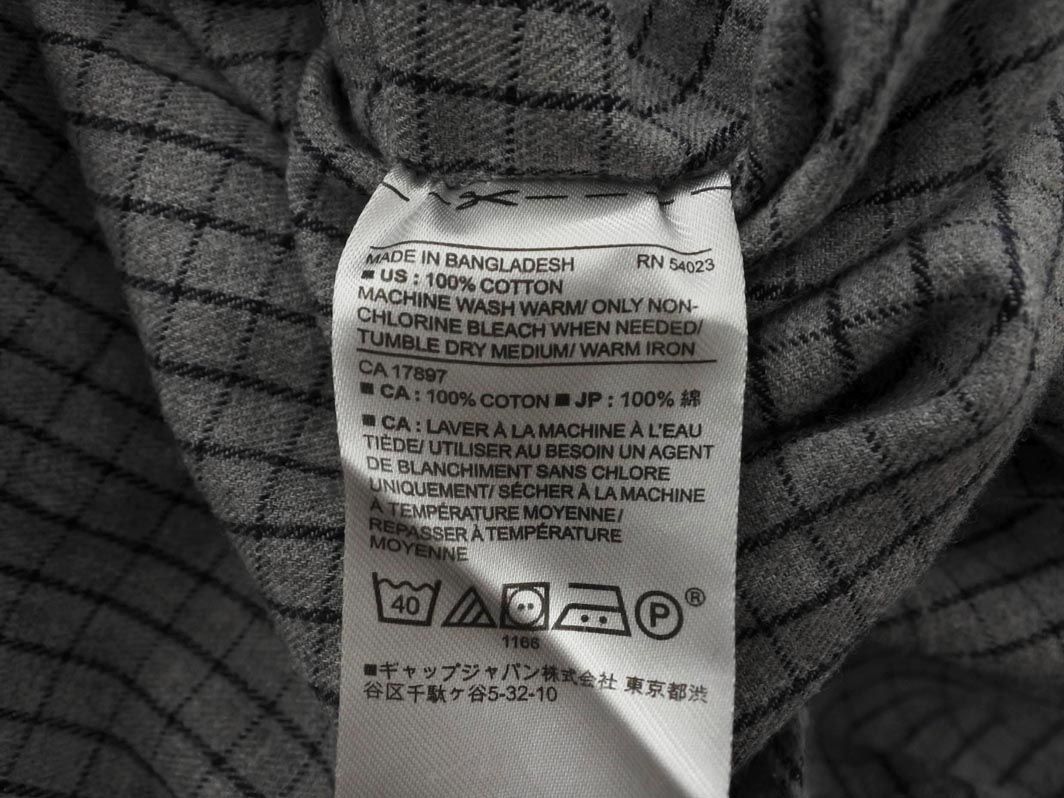 MADE IN BANGLADESH RN 54023
■ US : 100% COTTON
MACHINE WASH WARM/ ONLY NON-
CHLORINE BLEACH WHEN NEEDED/
TUMBLE DRY MEDIUM/ WARM IRON
CA 17897
■ CA : 100% COTON ■ JP : 100% 綿
■ CA : LAVER À LA MACHINE À L'EAU
TIÈDE/ UTILISER AU BESOIN UN AGENT
DE BLANCHIMENT SANS CHLORE
UNIQUEMENT/ SÉCHER À LA MACHINE
À TEMPÉRATURE MOYENNE/
REPASSER À TEMPÉRATURE
MOYENNE
40 P®
1166
■ギャップジャパン株式会社 東京都渋
谷区千駄ケ谷5-32-10